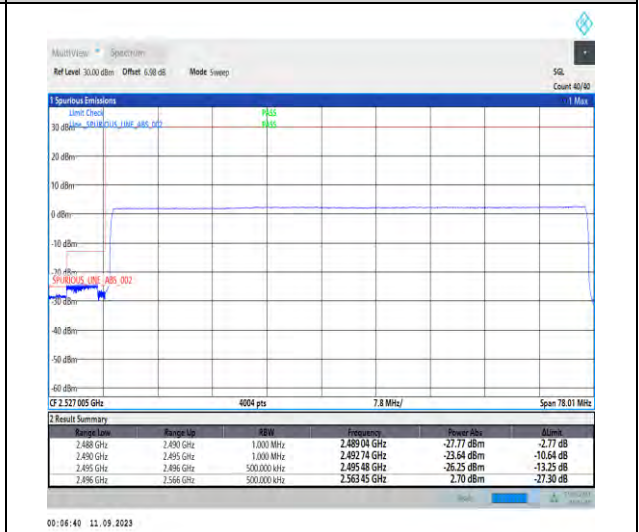 MultiView Spectrum
Ref Level 30.00 dBm Offset 6.98 dB Mode Sweep SGL
Count 40/40
1 Spurious Emissions 1 Max
Limit Check PASS
30 dBm Line_SPURIOUS_LINE_ABS_002 PASS
20 dBm
10 dBm
0 dBm
-10 dBm
-20 dBm
SPURIOUS_LINE_ABS_002
-30 dBm
-40 dBm
-50 dBm
-60 dBm
CF 2.527 005 GHz 4004 pts 7.8 MHz/ Span 78.01 MHz
2 Result Summary
Range Low Range Up RBW Frequency Power Abs ΔLimit
2.488 GHz 2.490 GHz 1.000 MHz 2.489 04 GHz -27.77 dBm -2.77 dB
2.490 GHz 2.495 GHz 1.000 MHz 2.492 74 GHz -23.64 dBm -10.64 dB
2.495 GHz 2.496 GHz 500.000 kHz 2.495 48 GHz -26.25 dBm -13.25 dB
2.496 GHz 2.566 GHz 500.000 kHz 2.563 45 GHz 2.70 dBm -27.30 dB
00:06:40 11.09.2023